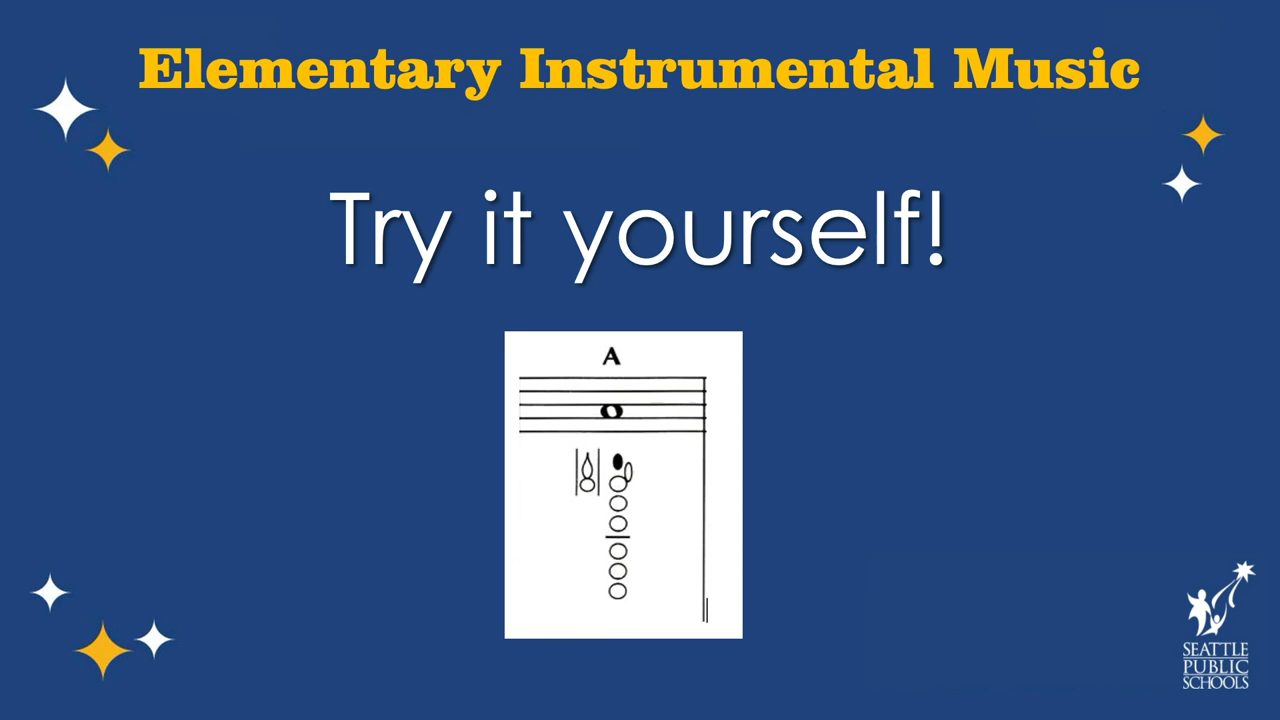 Elementary Instrumental Music
Try it yourself!
A
SEATTLE
PUBLIC
SCHOOLS